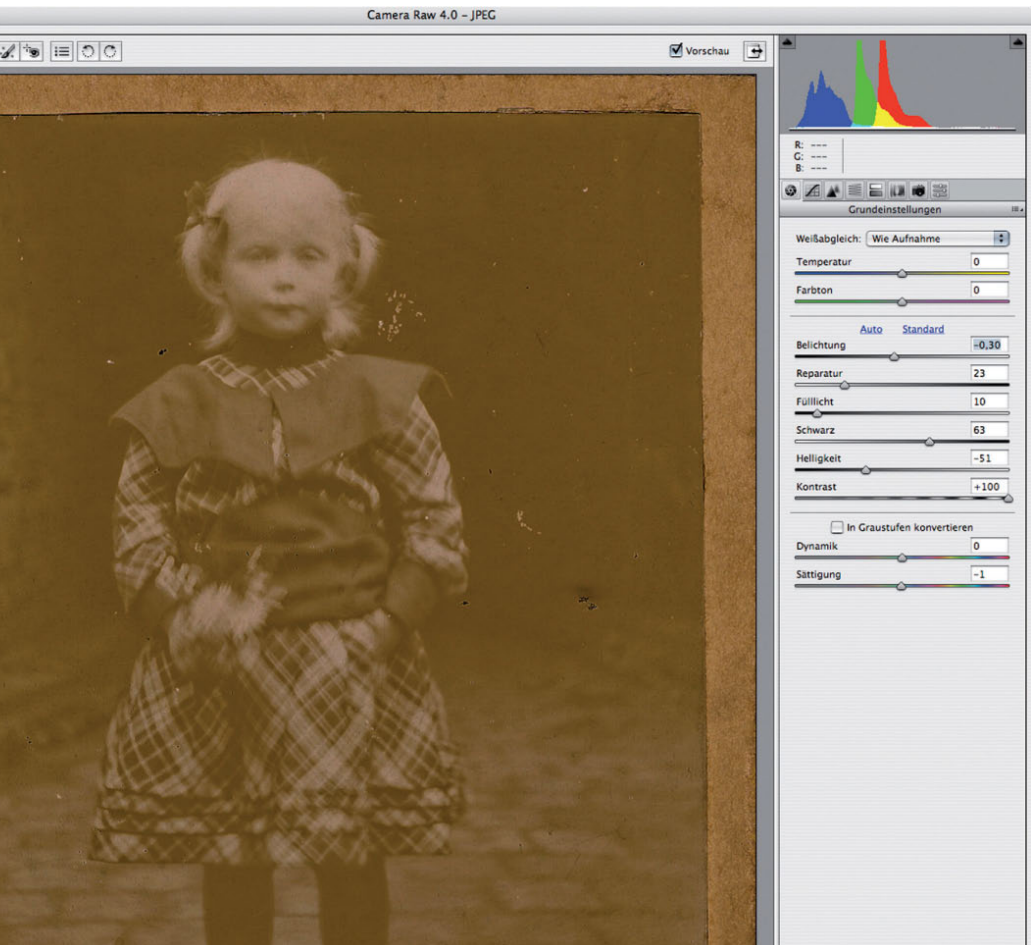 Camera Raw 4.0 – JPEG
Vorschau
R: ---
G: ---
B: ---
Grundeinstellungen
Weißabgleich: Wie Aufnahme
Temperatur 0
Farbton 0
Auto Standard
Belichtung -0,30
Reparatur 23
Fülllicht 10
Schwarz 63
Helligkeit -51
Kontrast +100
In Graustufen konvertieren
Dynamik 0
Sättigung -1